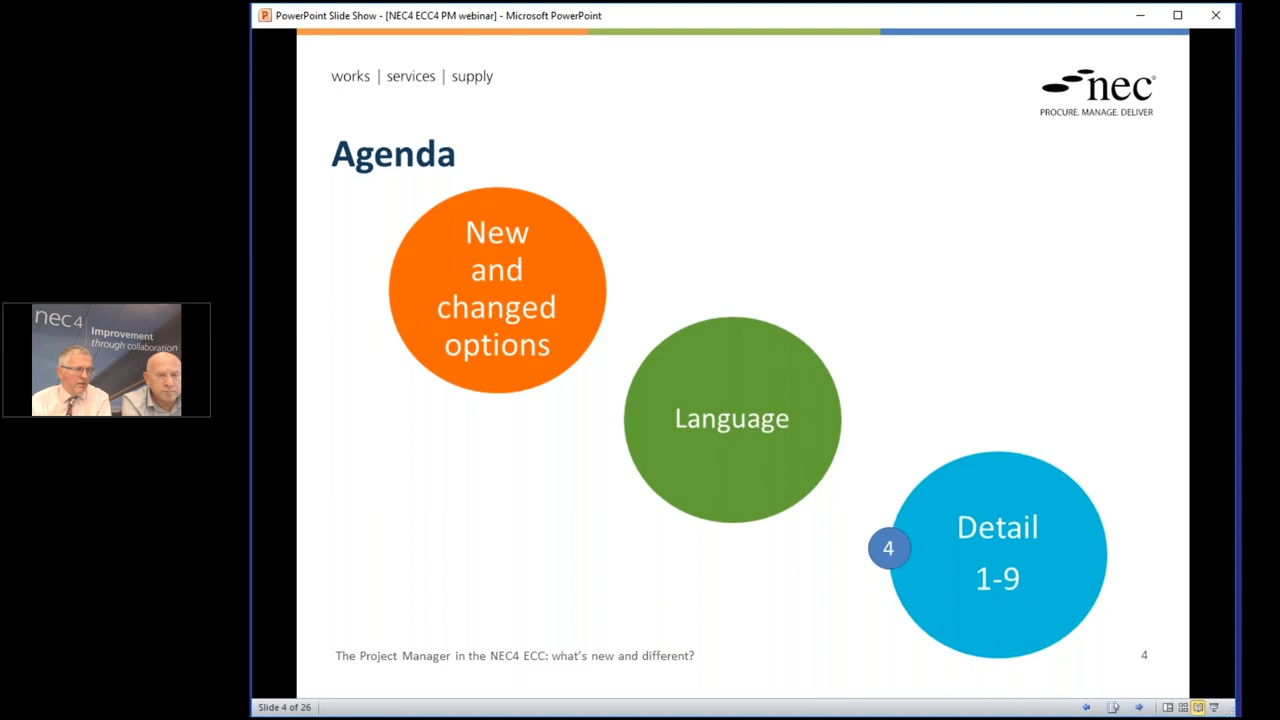 PowerPoint Slide Show - [NEC4 ECC4 PM webinar] - Microsoft PowerPoint
works | services | supply
nec®
PROCURE. MANAGE. DELIVER
Agenda
New
and
changed
options
Language
nec4
Improvement
through collaboration
4
Detail
1-9
The Project Manager in the NEC4 ECC: what's new and different?
4
Slide 4 of 26